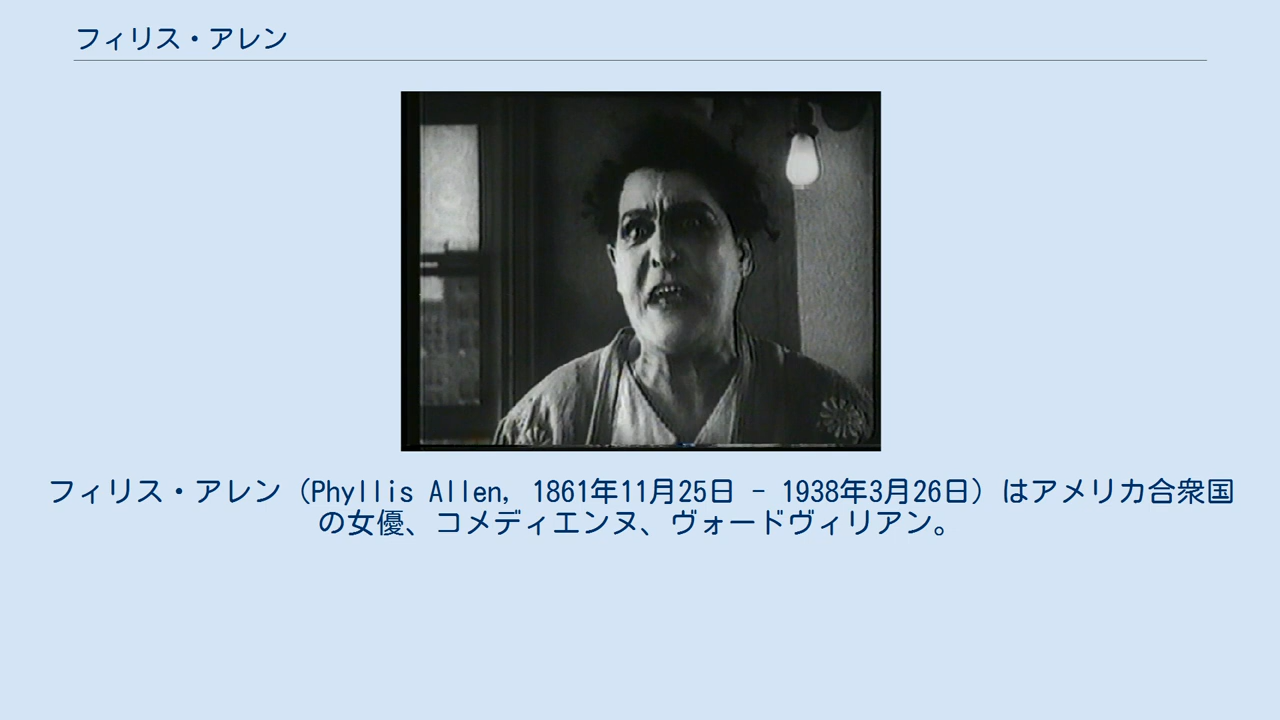 フィリス・アレン
フィリス・アレン（Phyllis Allen, 1861年11月25日 - 1938年3月26日）はアメリカ合衆国
の女優、コメディエンヌ、ヴォードヴィリアン。